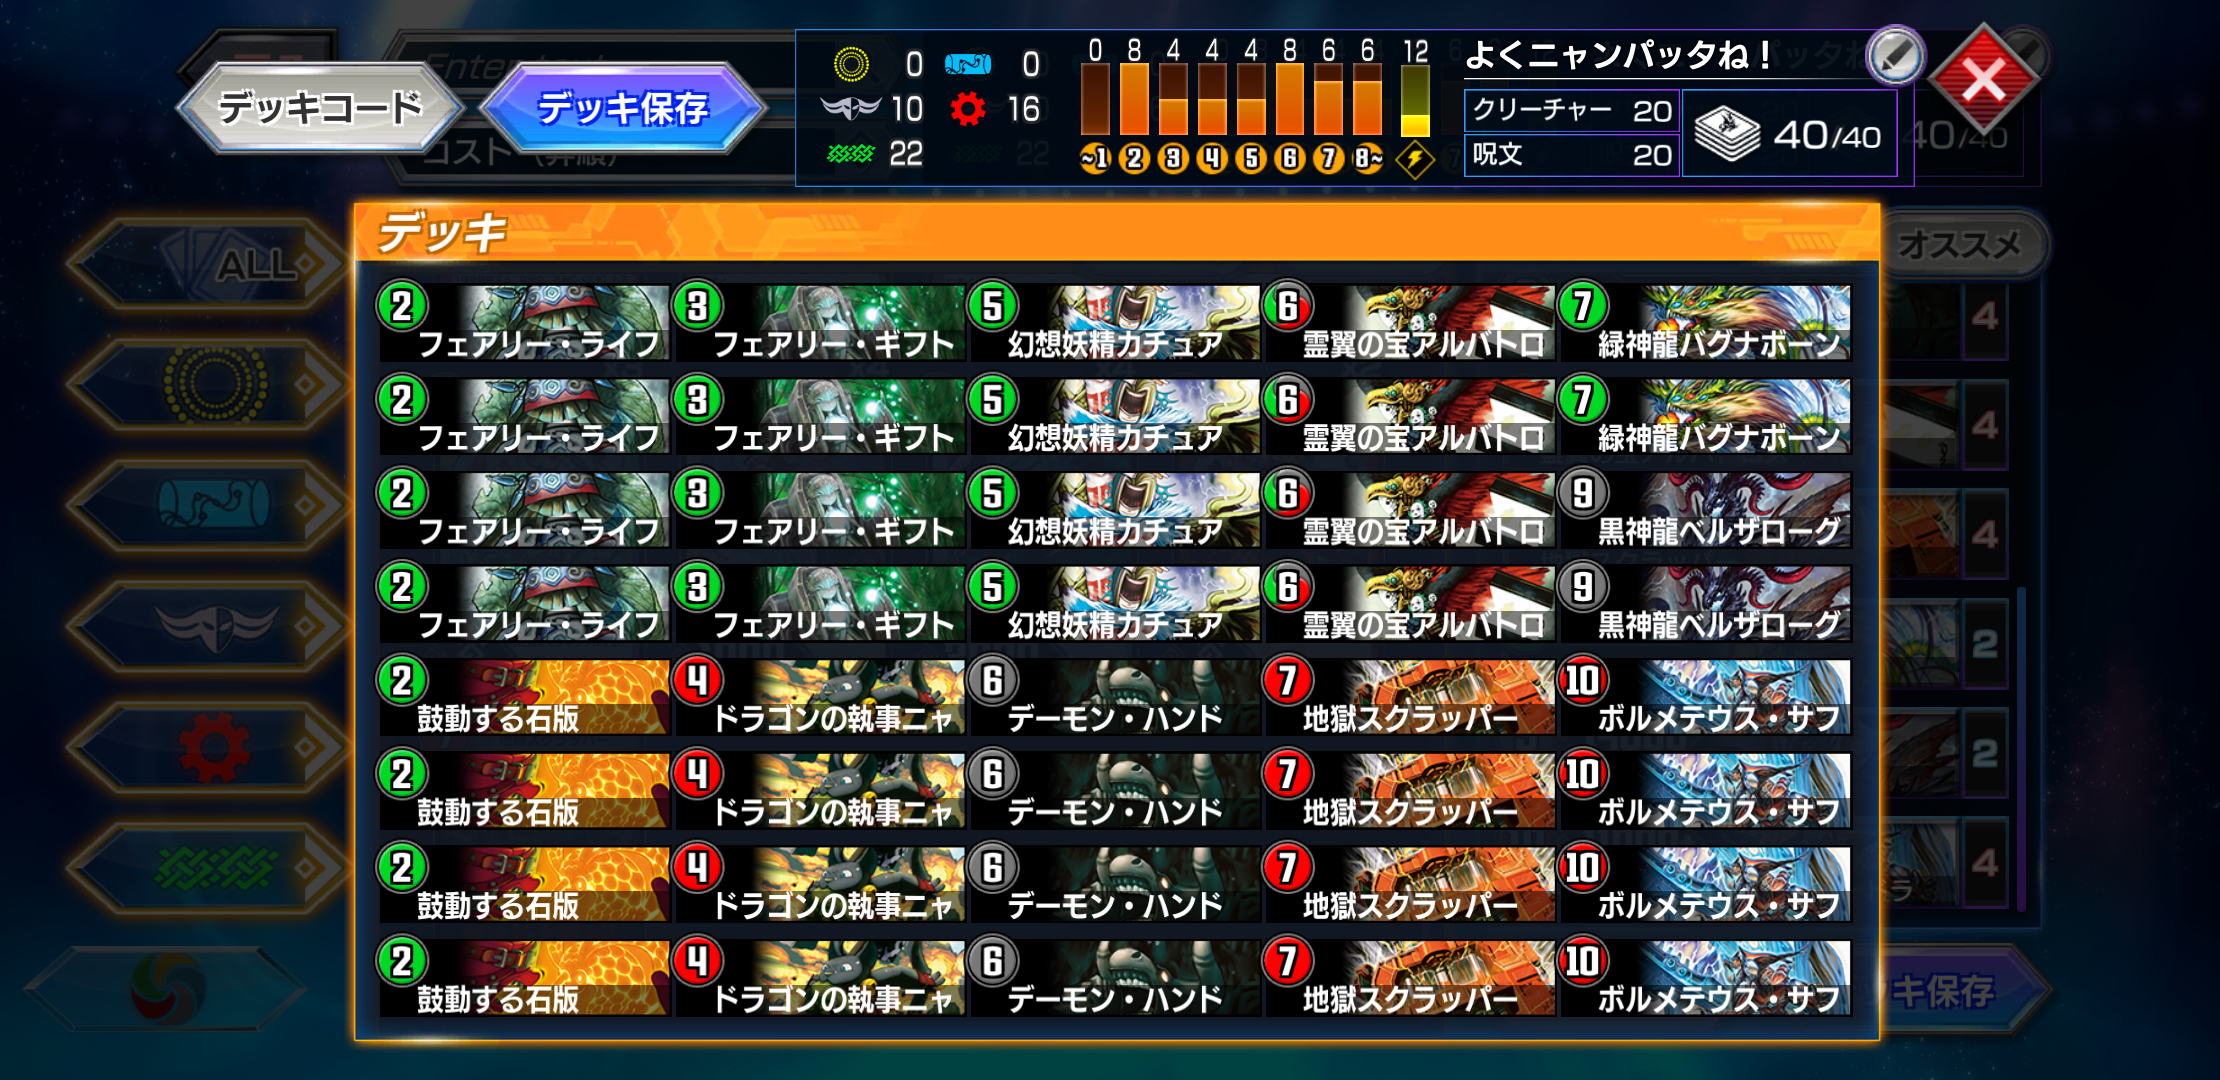 デッキコード
デッキ保存
0 0
10 16
22
0 8 4 4 4 8 6 6 12
~1 2 3 4 5 6 7 8~
よくニャンパッタね！
クリーチャー 20
呪文 20
40/40
コスト (昇順)
ALL
オススメ
デッキ
2 フェアリー・ライフ
3 フェアリー・ギフト
5 幻想妖精カチュア
6 霊翼の宝アルバトロ
7 緑神龍バグナボーン
2 フェアリー・ライフ
3 フェアリー・ギフト
5 幻想妖精カチュア
6 霊翼の宝アルバトロ
7 緑神龍バグナボーン
2 フェアリー・ライフ
3 フェアリー・ギフト
5 幻想妖精カチュア
6 霊翼の宝アルバトロ
9 黒神龍ベルザローグ
2 フェアリー・ライフ
3 フェアリー・ギフト
5 幻想妖精カチュア
6 霊翼の宝アルバトロ
9 黒神龍ベルザローグ
2 鼓動する石版
4 ドラゴンの執事ニャ
6 デーモン・ハンド
7 地獄スクラッパー
10 ボルメテウス・サフ
2 鼓動する石版
4 ドラゴンの執事ニャ
6 デーモン・ハンド
7 地獄スクラッパー
10 ボルメテウス・サフ
2 鼓動する石版
4 ドラゴンの執事ニャ
6 デーモン・ハンド
7 地獄スクラッパー
10 ボルメテウス・サフ
2 鼓動する石版
4 ドラゴンの執事ニャ
6 デーモン・ハンド
7 地獄スクラッパー
10 ボルメテウス・サフ
4
4
4
2
2
4
キ保存